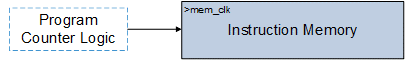 Program
Counter Logic
>mem_clk
Instruction Memory